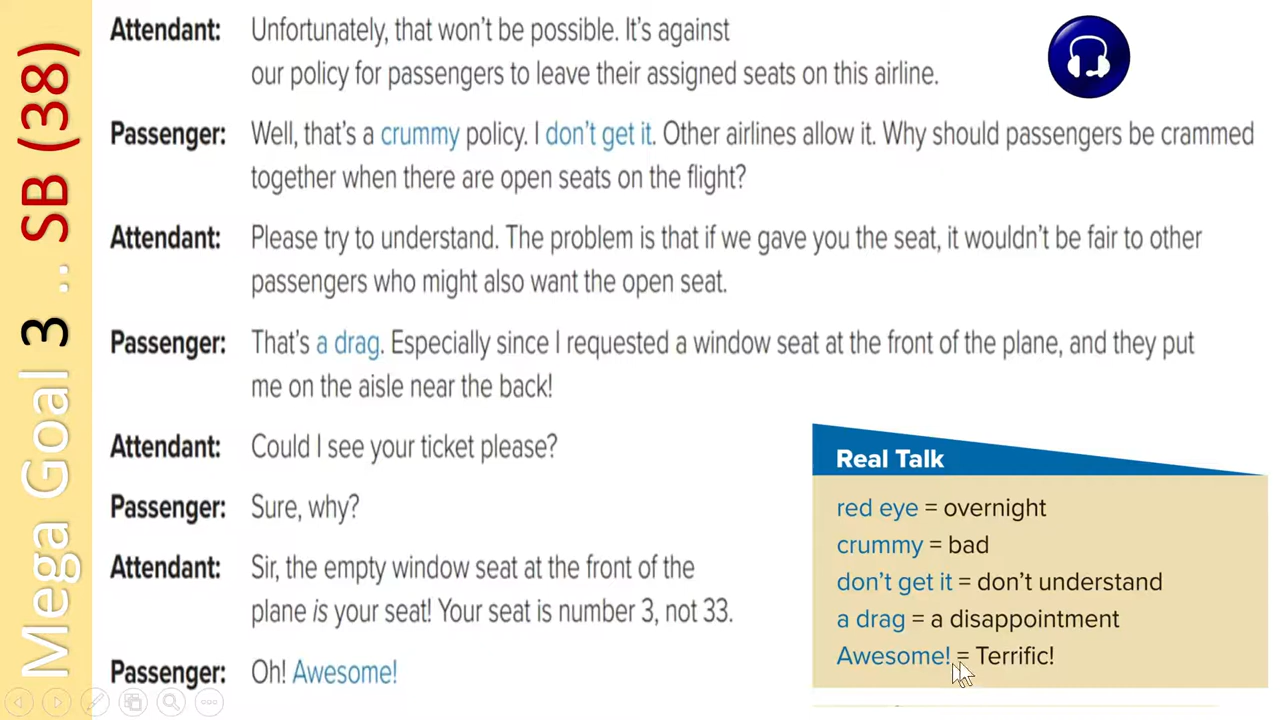 Mega Goal 3 .. SB (38)
Attendant: Unfortunately, that won't be possible. It's against
our policy for passengers to leave their assigned seats on this airline.
Passenger: Well, that's a crummy policy. I don't get it. Other airlines allow it. Why should passengers be crammed
together when there are open seats on the flight?
Attendant: Please try to understand. The problem is that if we gave you the seat, it wouldn't be fair to other
passengers who might also want the open seat.
Passenger: That's a drag. Especially since I requested a window seat at the front of the plane, and they put
me on the aisle near the back!
Attendant: Could I see your ticket please?
Passenger: Sure, why?
Attendant: Sir, the empty window seat at the front of the
plane is your seat! Your seat is number 3, not 33.
Passenger: Oh! Awesome!
Real Talk
red eye = overnight
crummy = bad
don't get it = don't understand
a drag = a disappointment
Awesome! = Terrific!